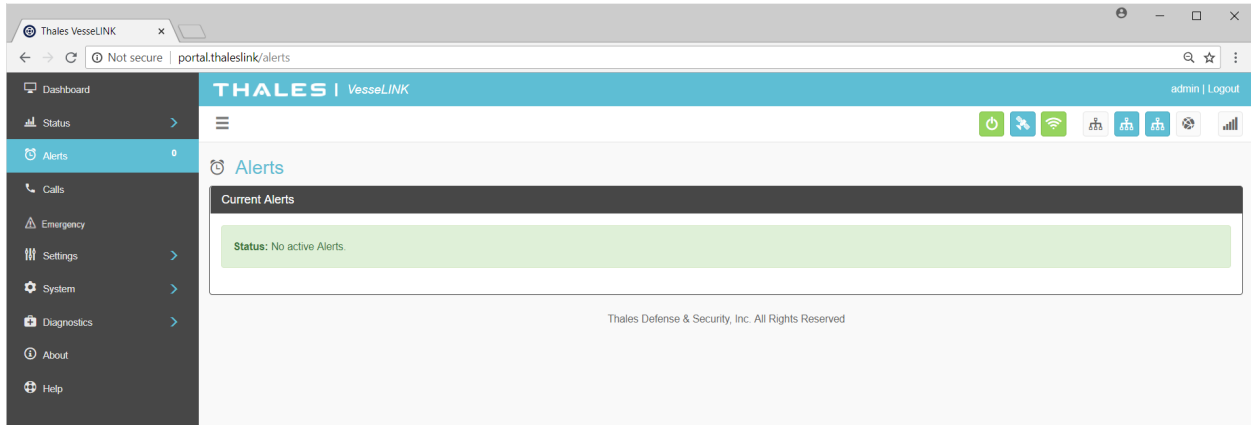 Thales VesseLINK
Not secure | portal.thaleslink/alerts
Dashboard
THALES | VesseLINK
admin | Logout
Status
Alerts 0
Alerts
Calls
Current Alerts
Emergency
Status: No active Alerts.
Settings
System
Diagnostics
Thales Defense & Security, Inc. All Rights Reserved
About
Help